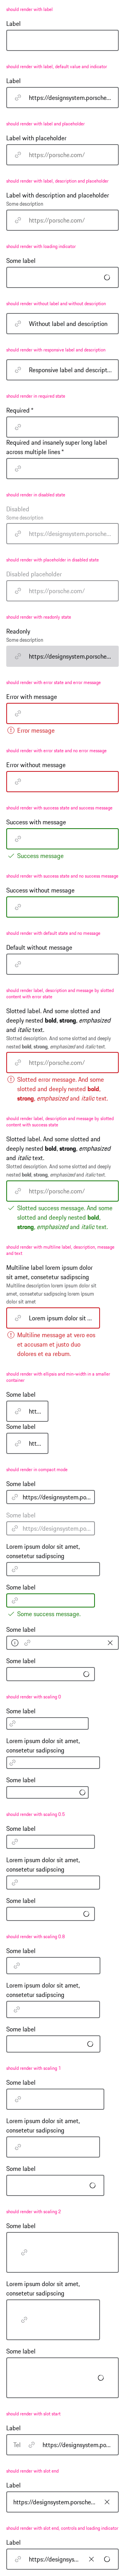 should render with label
Label
should render with label, default value and indicator
Label
https://designsystem.porsche...
should render with label and placeholder
Label with placeholder
https://porsche.com/
should render with label, description and placeholder
Label with description and placeholder
Some description
https://porsche.com/
should render with loading indicator
Some label
should render without label and without description
Without label and description
should render with responsive label and description
Responsive label and descript...
should render in required state
Required *
Required and insanely super long label
across multiple lines *
should render in disabled state
Disabled
Some description
https://designsystem.porsche...
should render with placeholder in disabled state
Disabled placeholder
https://porsche.com/
should render with readonly state
Readonly
Some description
https://designsystem.porsche...
should render with error state and error message
Error with message
Error message
should render with error state and no error message
Error without message
should render with success state and success message
Success with message
Success message
should render with success state and no success message
Success without message
should render with default state and no message
Default without message
should render label, description and message by slotted
content with error state
Slotted label. And some slotted and
deeply nested bold, strong, emphasized
and italic text.
Slotted description. And some slotted and deeply
nested bold, strong, emphasized and italic text.
https://porsche.com/
Slotted error message. And some
slotted and deeply nested bold,
strong, emphasized and italic text.
should render label, description and message by slotted
content with success state
Slotted label. And some slotted and
deeply nested bold, strong, emphasized
and italic text.
Slotted description. And some slotted and deeply
nested bold, strong, emphasized and italic text.
https://porsche.com/
Slotted success message. And some
slotted and deeply nested bold,
strong, emphasized and italic text.
should render with multiline label, description, message
and text
Multiline label lorem ipsum dolor
sit amet, consetetur sadipscing
Multiline description lorem ipsum dolor sit
amet, consetetur sadipscing lorem ipsum
dolor sit amet
Lorem ipsum dolor sit ...
Multiline message at vero eos
et accusam et justo duo
dolores et ea rebum.
should render with ellipsis and min-width in a smaller
container
Some label
htt...
Some label
htt...
should render in compact mode
Some label
https://designsystem.po...
Some label
https://designsystem.po...
Lorem ipsum dolor sit amet,
consetetur sadipscing
Some label
Some success message.
Some label
Some label
should render with scaling 0
Some label
Lorem ipsum dolor sit amet,
consetetur sadipscing
Some label
should render with scaling 0.5
Some label
Lorem ipsum dolor sit amet,
consetetur sadipscing
Some label
should render with scaling 0.8
Some label
Lorem ipsum dolor sit amet,
consetetur sadipscing
Some label
should render with scaling 1
Some label
Lorem ipsum dolor sit amet,
consetetur sadipscing
Some label
should render with scaling 2
Some label
Lorem ipsum dolor sit amet,
consetetur sadipscing
Some label
should render with slot start
Label
Tel https://designsystem.po...
should render with slot end
Label
https://designsystem.porsche...
should render with slot end, controls and loading indicator
Label
https://designsys...